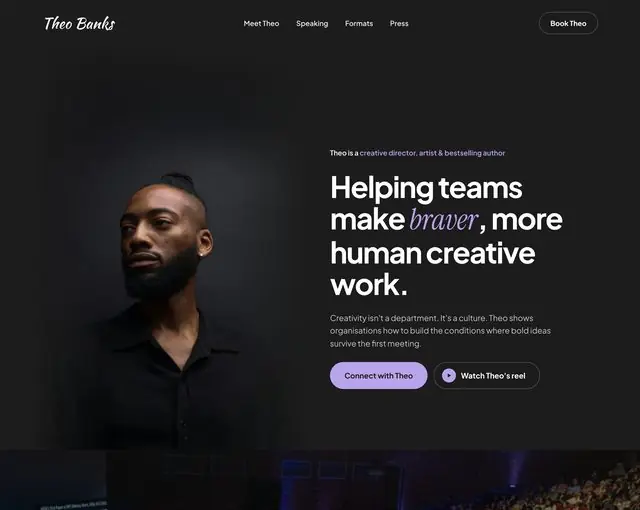 Theo Banks
Meet Theo
Speaking
Formats
Press
Book Theo
Theo is a creative director, artist & bestselling author
Helping teams
make braver, more
human creative
work.
Creativity isn't a department. It's a culture. Theo shows
organisations how to build the conditions where bold ideas
survive the first meeting.
Connect with Theo
Watch Theo's reel